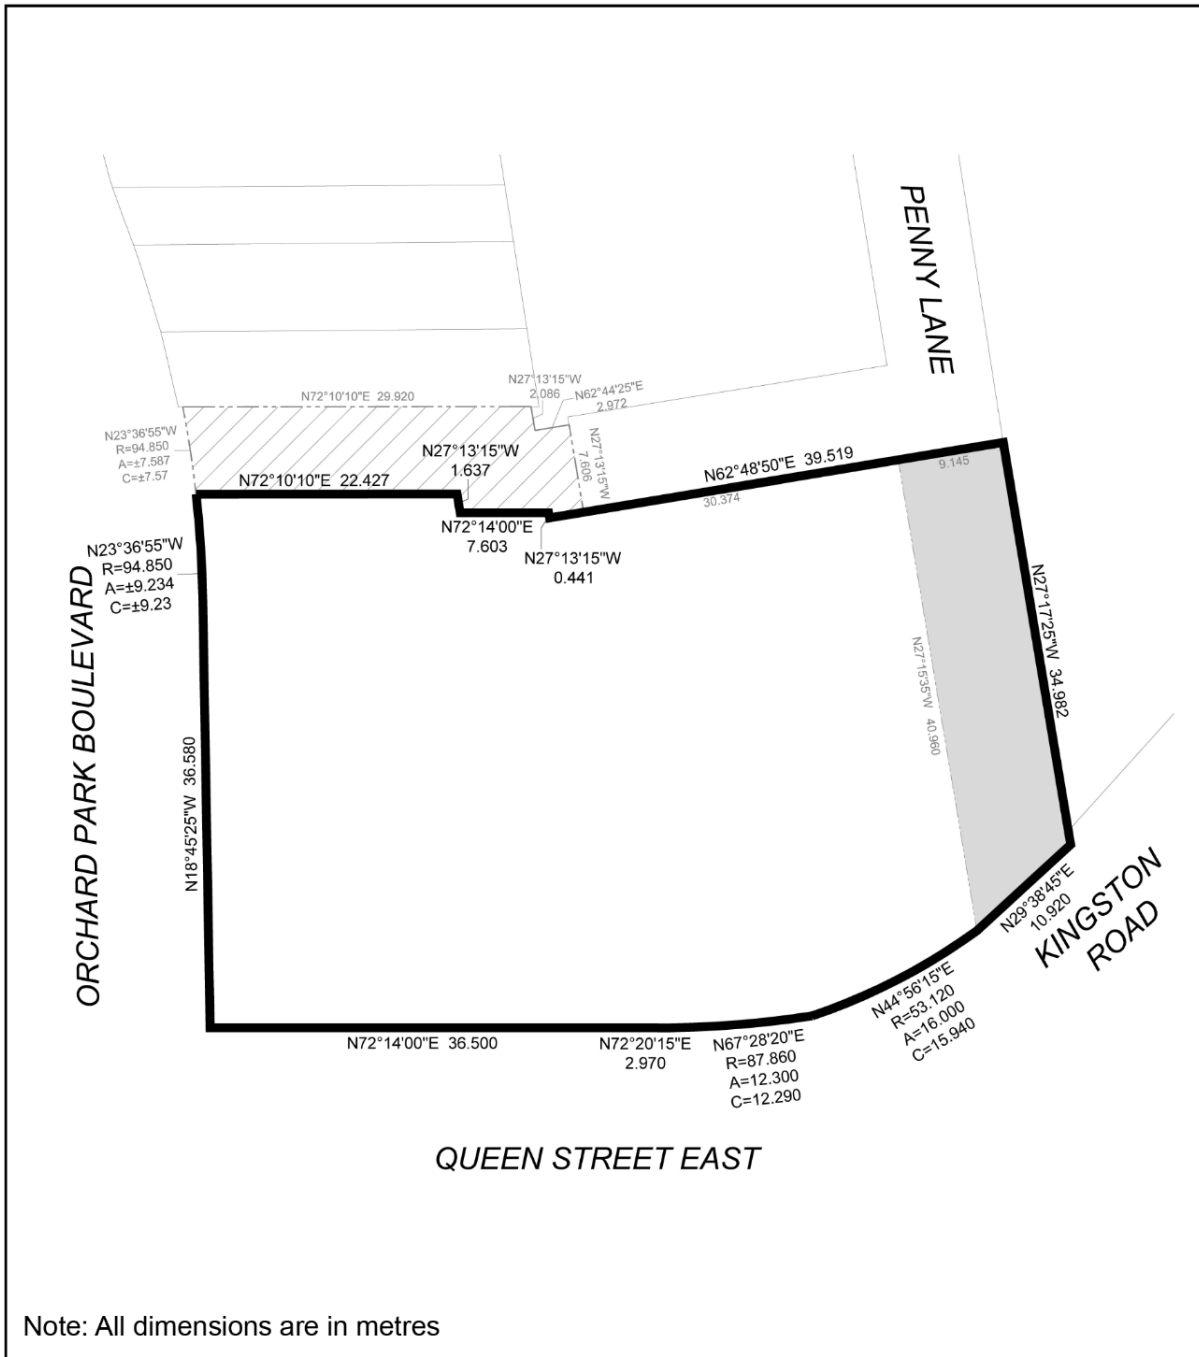 PENNY LANE
N27°13'15"W
2.086
N62°44'25"E
2.972
N72°10'10"E 29.920
N23°36'55"W
R=94.850
A=±7.587
C=±7.57
N27°13'15"W
7.606
N27°13'15"W
1.637
N62°48'50"E 39.519
9.145
30.374
N72°10'10"E 22.427
N72°14'00"E
7.603
N27°13'15"W
0.441
N23°36'55"W
R=94.850
A=±9.234
C=±9.23
N27°17'25"W 34.982
N27°15'35"W 40.960
ORCHARD PARK BOULEVARD
N18°45'25"W 36.580
N29°38'45"E
10.920
KINGSTON
ROAD
N44°56'15"E
R=53.120
A=16.000
C=15.940
N72°14'00"E 36.500
N72°20'15"E
2.970
N67°28'20"E
R=87.860
A=12.300
C=12.290
QUEEN STREET EAST
Note: All dimensions are in metres